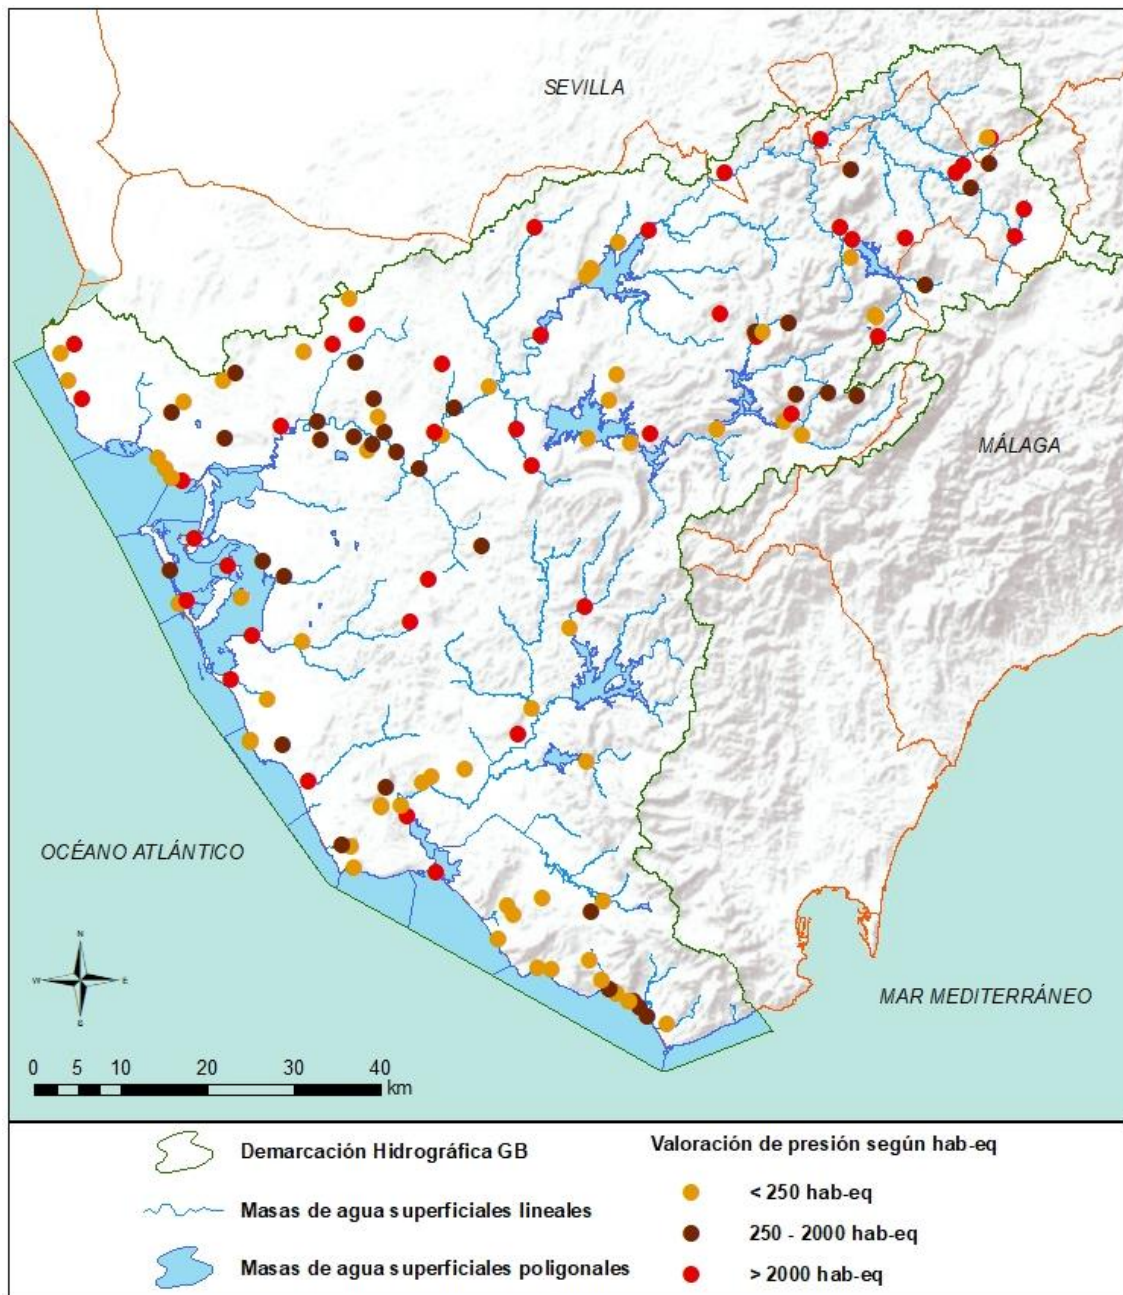 SEVILLA
MÁLAGA
OCÉANO ATLÁNTICO
MAR MEDITERRÁNEO
N
W E
S
0 5 10 20 30 40
km
Demarcación Hidrográfica GB
Masas de agua superficiales lineales
Masas de agua superficiales poligonales
Valoración de presión según hab-eq
< 250 hab-eq
250 - 2000 hab-eq
> 2000 hab-eq